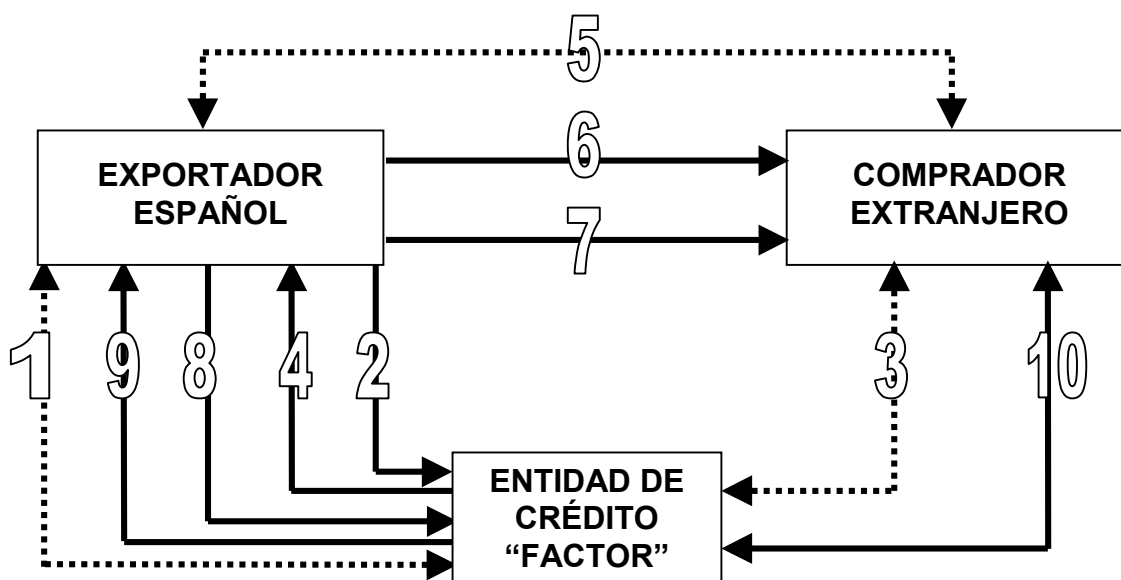 5
6
EXPORTADOR
ESPAÑOL
COMPRADOR
EXTRANJERO
7
1 9 8 4 2 3 10
ENTIDAD DE
CRÉDITO
“FACTOR”